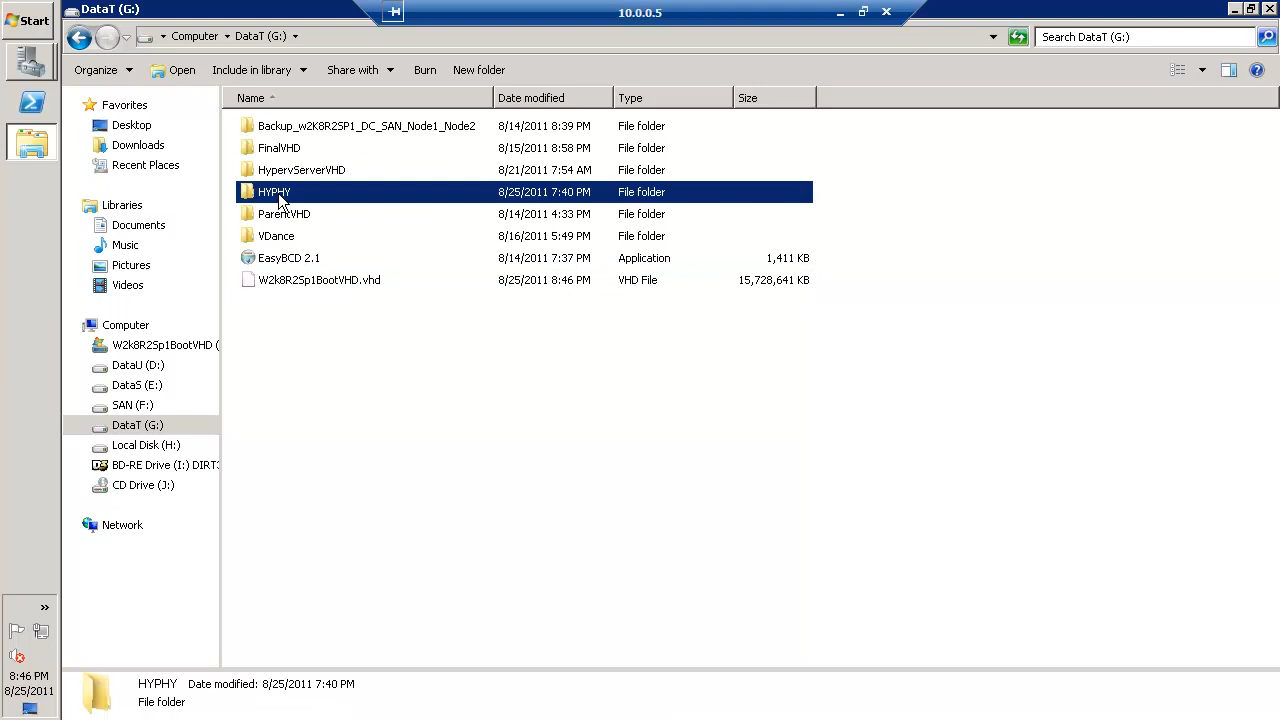 DataT (G:)
10.0.0.5
Start
Computer DataT (G:)
Search DataT (G:)
Organize Open Include in library Share with Burn New folder
Name Date modified Type Size
Favorites
Desktop
Downloads
Recent Places
Libraries
Documents
Music
Pictures
Videos
Computer
W2k8R2Sp1BootVHD (
DataU (D:)
DataS (E:)
SAN (F:)
DataT (G:)
Local Disk (H:)
BD-RE Drive (I:) DIRT3
CD Drive (J:)
Network
Backup_w2K8R2SP1_DC_SAN_Node1_Node2 8/14/2011 8:39 PM File folder
FinalVHD 8/15/2011 8:58 PM File folder
HypervServerVHD 8/21/2011 7:54 AM File folder
HYPHY 8/25/2011 7:40 PM File folder
ParentVHD 8/14/2011 4:33 PM File folder
VDance 8/16/2011 5:49 PM File folder
EasyBCD 2.1 8/14/2011 7:37 PM Application 1,411 KB
W2k8R2Sp1BootVHD.vhd 8/25/2011 8:46 PM VHD File 15,728,641 KB
HYPHY Date modified: 8/25/2011 7:40 PM
File folder
8:46 PM
8/25/2011